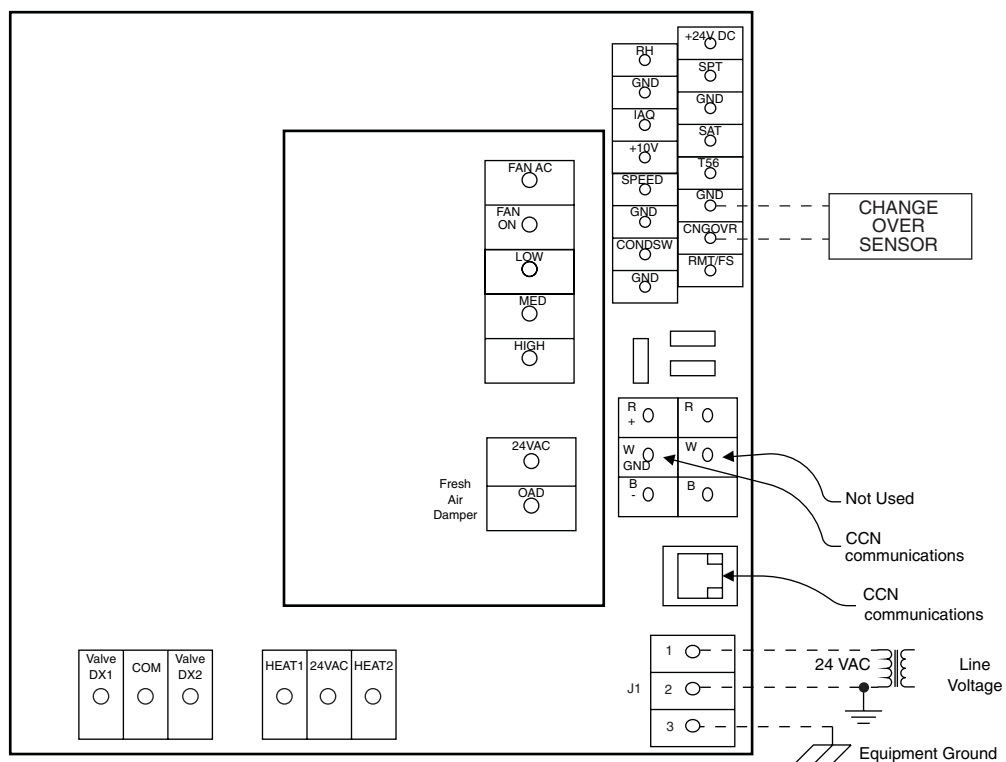 +24V DC
SPT
GND
SAT
T56
GND
CNGOVR
RMT/FS
RH
GND
IAQ
+10V
SPEED
GND
CONDSW
GND
CHANGE
OVER
SENSOR
FAN AC
FAN
ON
LOW
MED
HIGH
24VAC
OAD
Fresh
Air
Damper
R
+
W
GND
B
-
R
W
B
Not Used
CCN
communications
CCN
communications
Valve
DX1
COM
Valve
DX2
HEAT1
24VAC
HEAT2
J1
1
2
3
24 VAC
Line
Voltage
Equipment Ground